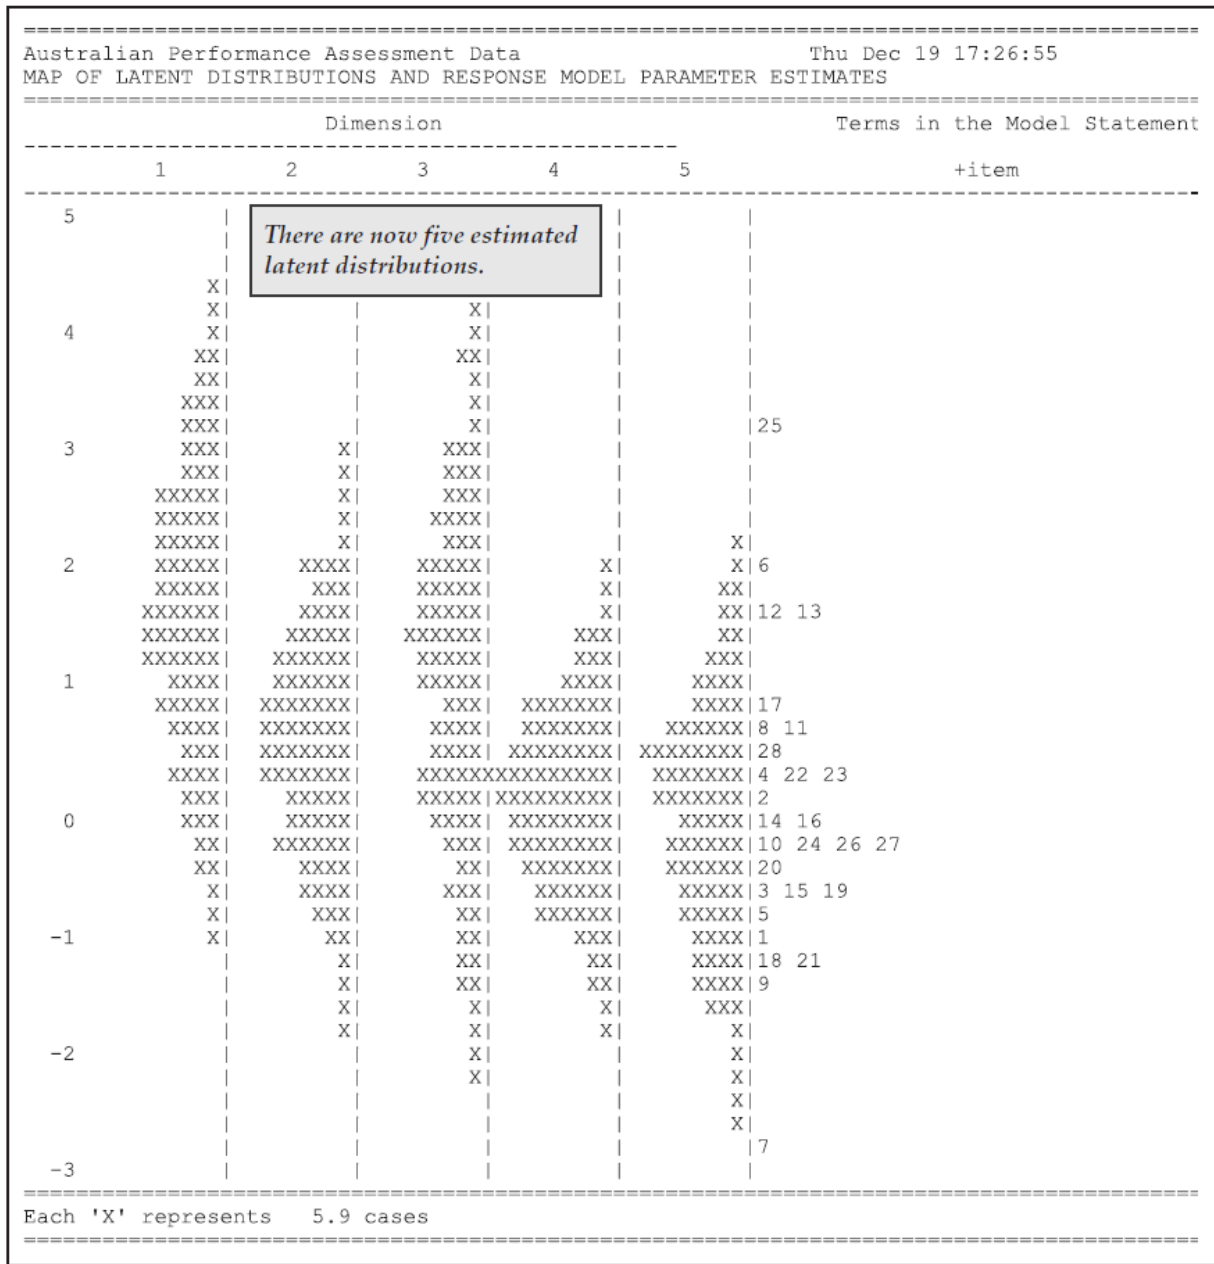 ==========================================================================================
Australian Performance Assessment Data                      Thu Dec 19 17:26:55
MAP OF LATENT DISTRIBUTIONS AND RESPONSE MODEL PARAMETER ESTIMATES
==========================================================================================
                       Dimension                              Terms in the Model Statement
--------------------------------------------------
          1         2         3         4         5                    +item
------------------------------------------------------------------------------------------
   5           |                             |         |
There are now five estimated
latent distributions.
              X|                             |         |
              X|         |        X|         |         |
   4          X|         |        X|         |         |
             XX|         |       XX|         |         |
             XX|         |        X|         |         |
            XXX|         |        X|         |         |
            XXX|         |        X|         |         |25
   3        XXX|        X|      XXX|         |         |
            XXX|        X|      XXX|         |         |
          XXXXX|        X|      XXX|         |         |
          XXXXX|        X|     XXXX|         |         |
          XXXXX|        X|      XXX|         |        X|
   2      XXXXX|     XXXX|    XXXXX|        X|        X|6
          XXXXX|      XXX|    XXXXX|        X|       XX|
         XXXXXX|     XXXX|    XXXXX|        X|       XX|12 13
         XXXXXX|    XXXXX|   XXXXXX|      XXX|       XX|
         XXXXXX|   XXXXXX|    XXXXX|      XXX|      XXX|
   1       XXXX|   XXXXXX|    XXXXX|     XXXX|     XXXX|
          XXXXX|  XXXXXXX|      XXX|  XXXXXXX|     XXXX|17
           XXXX|  XXXXXXX|     XXXX|  XXXXXXX|   XXXXXX|8 11
            XXX|  XXXXXXX|     XXXX| XXXXXXXX| XXXXXXXX|28
           XXXX|  XXXXXXX|    XXXXXXXXXXXXXXX|  XXXXXXX|4 22 23
            XXX|    XXXXX|    XXXXX|XXXXXXXXX|  XXXXXXX|2
   0        XXX|    XXXXX|     XXXX| XXXXXXXX|    XXXXX|14 16
             XX|   XXXXXX|      XXX| XXXXXXXX|   XXXXXX|10 24 26 27
             XX|     XXXX|       XX|  XXXXXXX|   XXXXXX|20
              X|     XXXX|      XXX|   XXXXXX|    XXXXX|3 15 19
              X|      XXX|       XX|   XXXXXX|    XXXXX|5
  -1          X|       XX|       XX|      XXX|     XXXX|1
               |        X|       XX|       XX|     XXXX|18 21
               |        X|       XX|       XX|     XXXX|9
               |        X|        X|        X|      XXX|
               |        X|        X|        X|        X|
  -2           |         |        X|         |        X|
               |         |        X|         |        X|
               |         |         |         |        X|
               |         |         |         |        X|
               |         |         |         |         |7
  -3           |         |         |         |         |
==========================================================================================
Each 'X' represents   5.9 cases
==========================================================================================